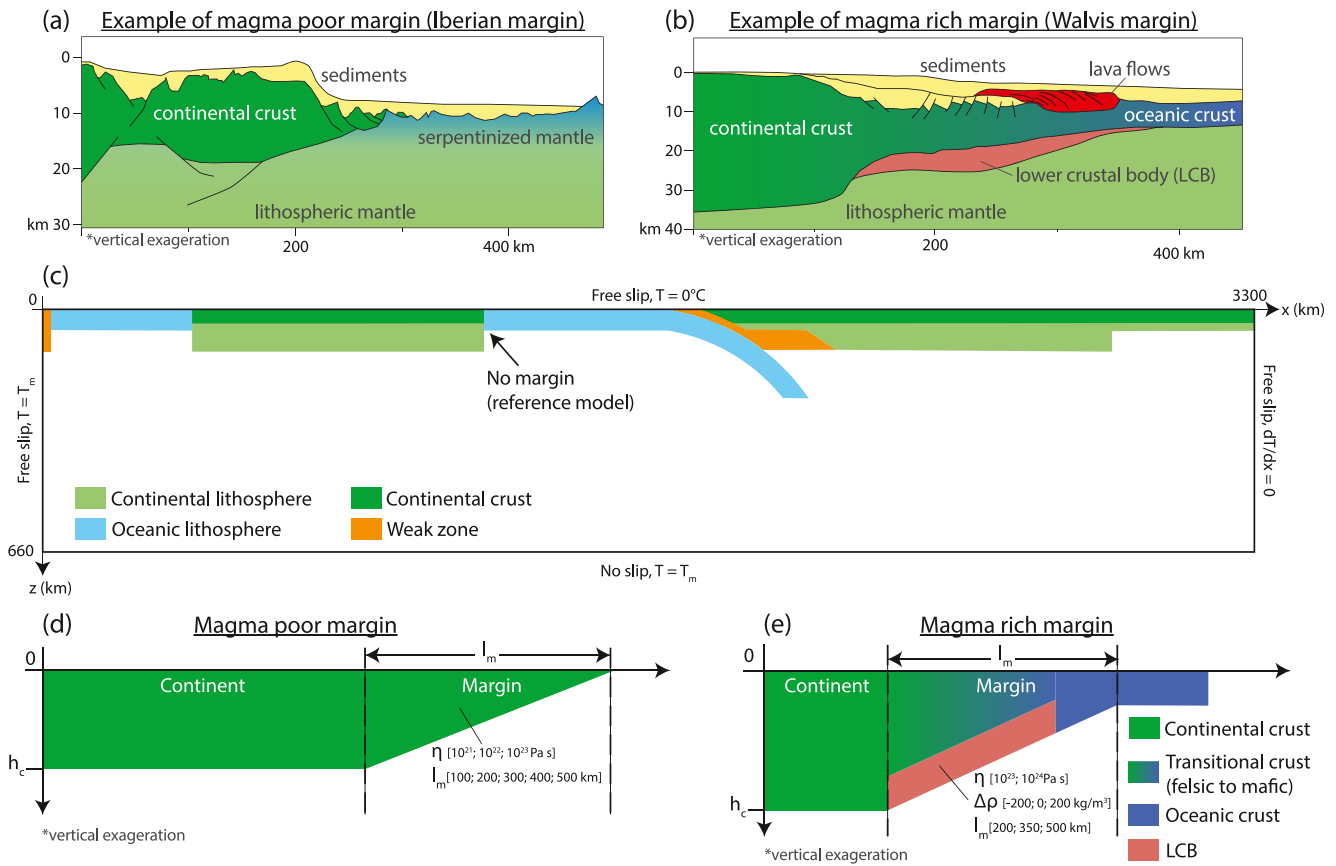 (a) Example of magma poor margin (Iberian margin)
0
10
20
km 30
sediments
continental crust
serpentinized mantle
lithospheric mantle
*vertical exageration
200
400 km
(b) Example of magma rich margin (Walvis margin)
0
10
20
30
km 40
sediments
lava flows
continental crust
oceanic crust
lower crustal body (LCB)
lithospheric mantle
*vertical exageration
200
400 km
(c)
0
Free slip, T = 0°C
3300
x (km)
Free slip, T = Tₘ
No margin
(reference model)
Free slip, dT/dx = 0
Continental lithosphere
Continental crust
Oceanic lithosphere
Weak zone
660
z (km)
No slip, T = Tₘ
(d) Magma poor margin
0
lₘ
Continent
Margin
η [10²¹; 10²²; 10²³ Pa s]
lₘ [100; 200; 300; 400; 500 km]
h꜀
*vertical exageration
(e) Magma rich margin
0
lₘ
Continent
Margin
η [10²³; 10²⁴Pa s]
Δρ [-200; 0; 200 kg/m³]
lₘ[200; 350; 500 km]
h꜀
*vertical exageration
Continental crust
Transitional crust
(felsic to mafic)
Oceanic crust
LCB